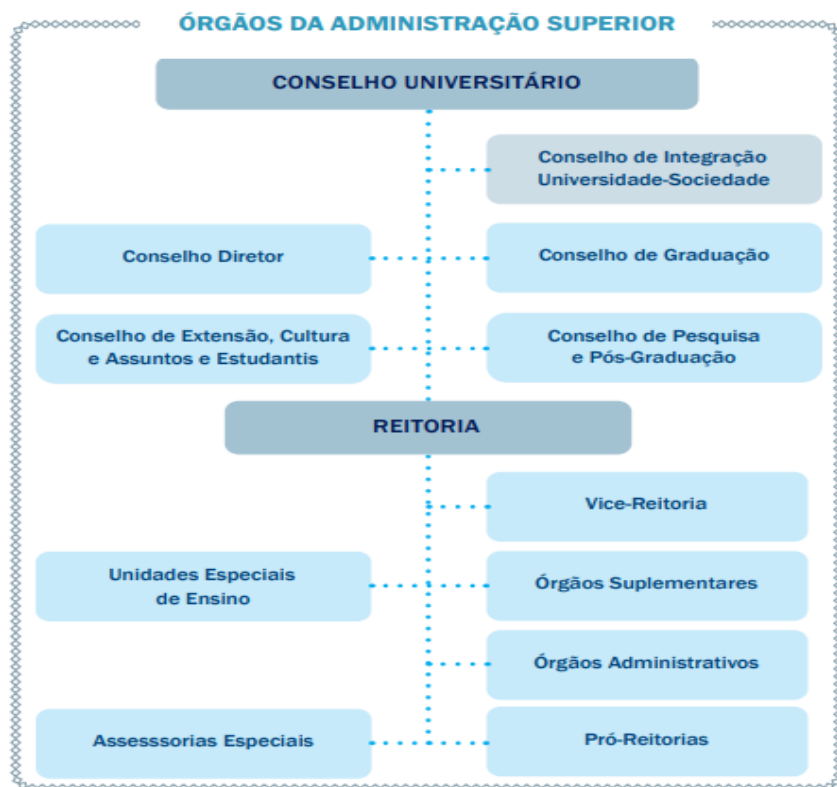 ÓRGÃOS DA ADMINISTRAÇÃO SUPERIOR
CONSELHO UNIVERSITÁRIO
Conselho de Integração
Universidade-Sociedade
Conselho Diretor
Conselho de Graduação
Conselho de Extensão, Cultura
e Assuntos e Estudantis
Conselho de Pesquisa
e Pós-Graduação
REITORIA
Vice-Reitoria
Unidades Especiais
de Ensino
Órgãos Suplementares
Órgãos Administrativos
Assesssorias Especiais
Pró-Reitorias